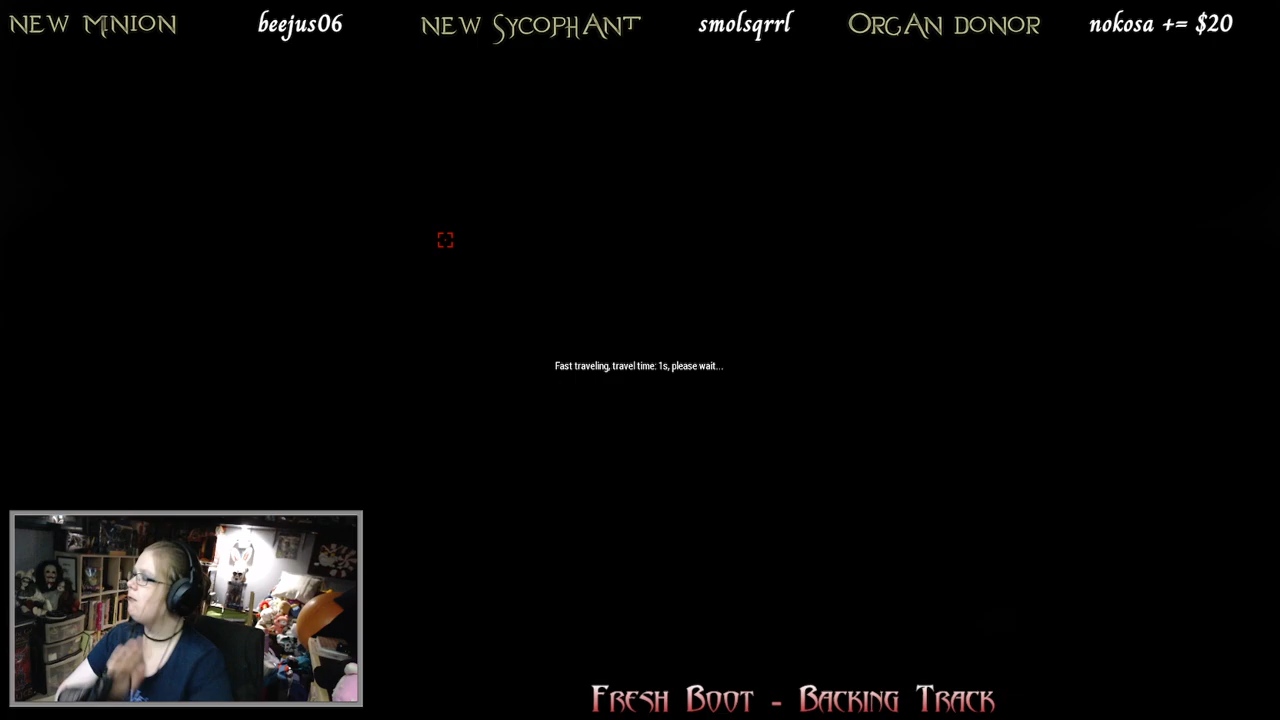 NEW MINION beejus06 NEW SYCOPHANT smolsqrrl ORGAN DONOR nokosa += $20
Fast traveling, travel time: 1s, please wait...
FRESH BOOT - BACKING TRACK